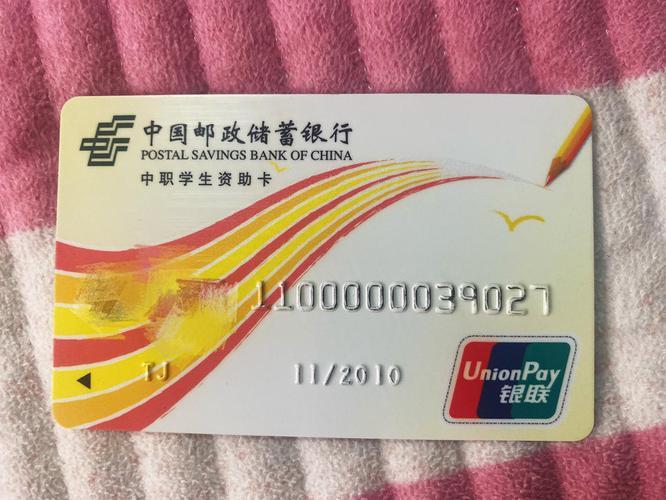 中国邮政储蓄银行
POSTAL SAVINGS BANK OF CHINA
中职学生资助卡
1100000039027
TJ 11/2010
UnionPay
银联